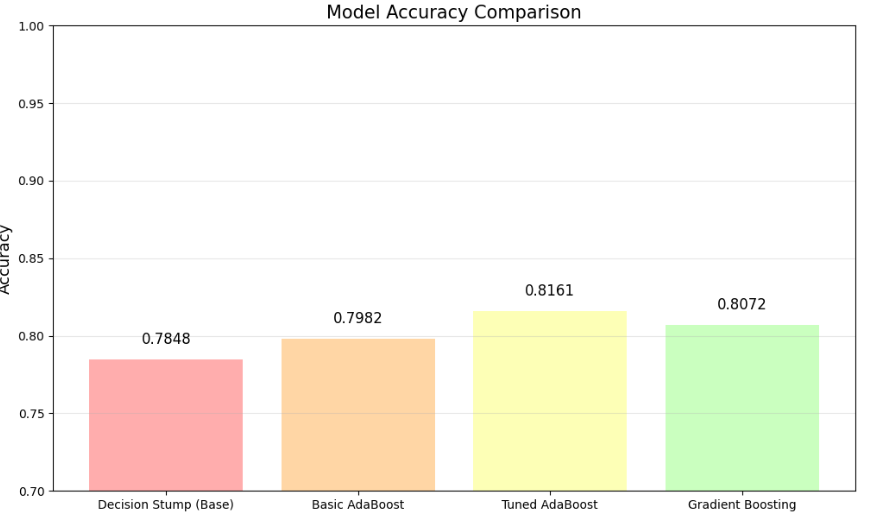 Model Accuracy Comparison
1.00
0.95
0.90
0.85
0.80
0.75
0.70
Accuracy
0.7848
0.7982
0.8161
0.8072
Decision Stump (Base)
Basic AdaBoost
Tuned AdaBoost
Gradient Boosting